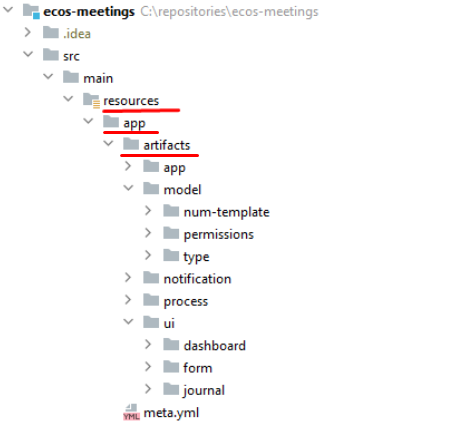 ecos-meetings C:\repositories\ecos-meetings
.idea
src
main
resources
app
artifacts
app
model
num-template
permissions
type
notification
process
ui
dashboard
form
journal
YML meta.yml